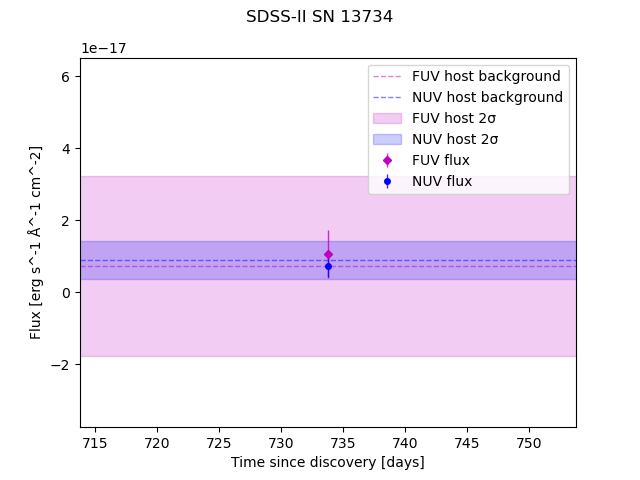 SDSS-II SN 13734
1e−17
FUV host background
NUV host background
FUV host 2σ
NUV host 2σ
FUV flux
NUV flux
6
4
2
0
−2
Flux [erg s^-1 Å^-1 cm^-2]
715 720 725 730 735 740 745 750
Time since discovery [days]